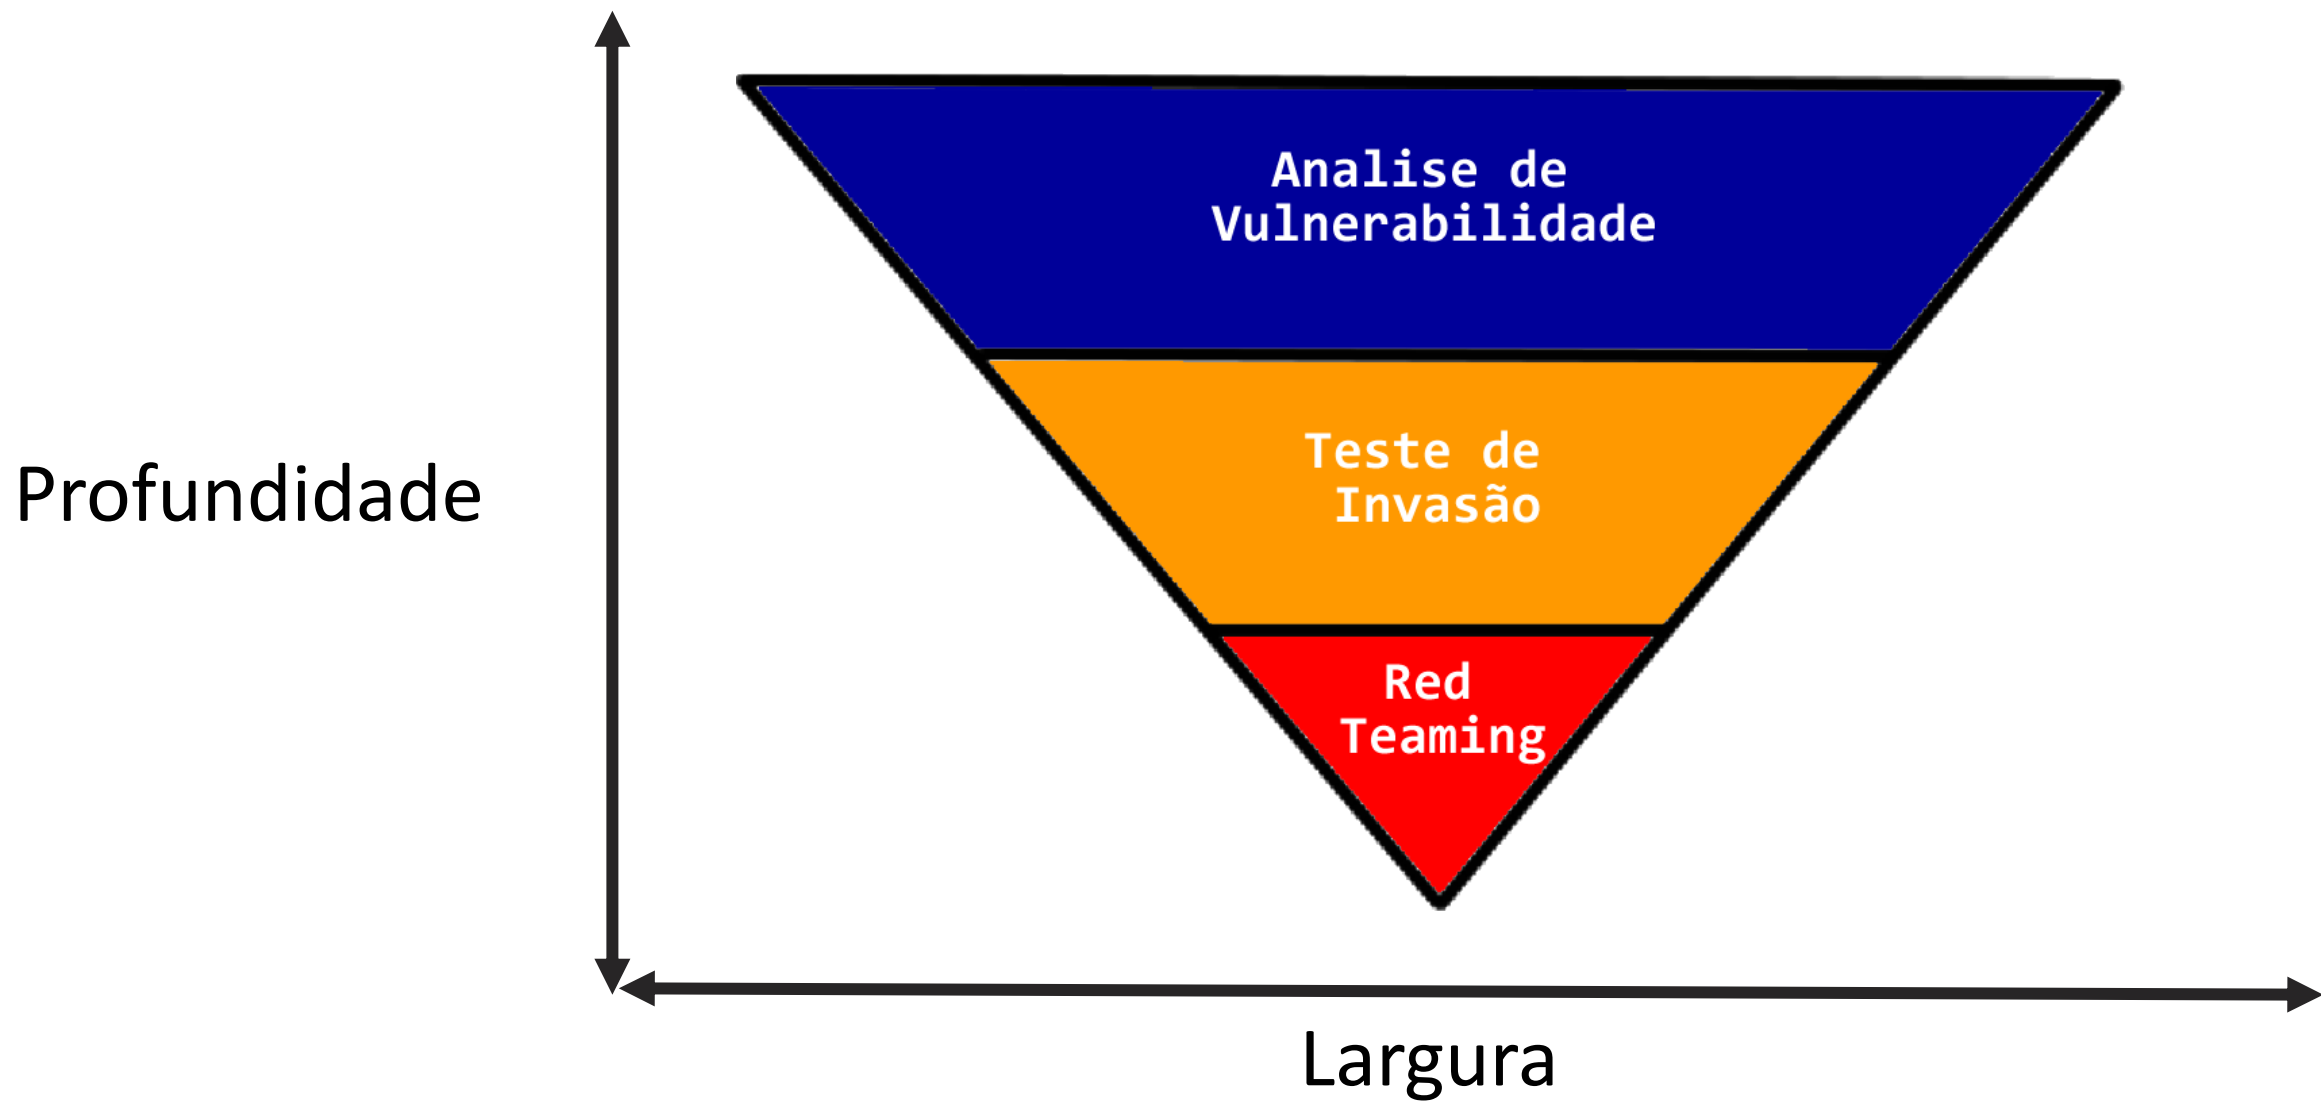 Analise de
Vulnerabilidade
Teste de
Invasão
Profundidade
Red
Teaming
Largura